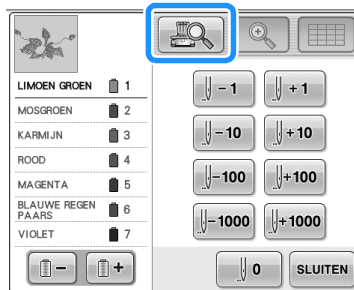 LIMOEN GROEN 1
MOSGROEN 2
KARMIJN 3
ROOD 4
MAGENTA 5
BLAUWE REGEN
PAARS 6
VIOLET 7
- +
-1 +1
-10 +10
-100 +100
-1000 +1000
0 SLUITEN